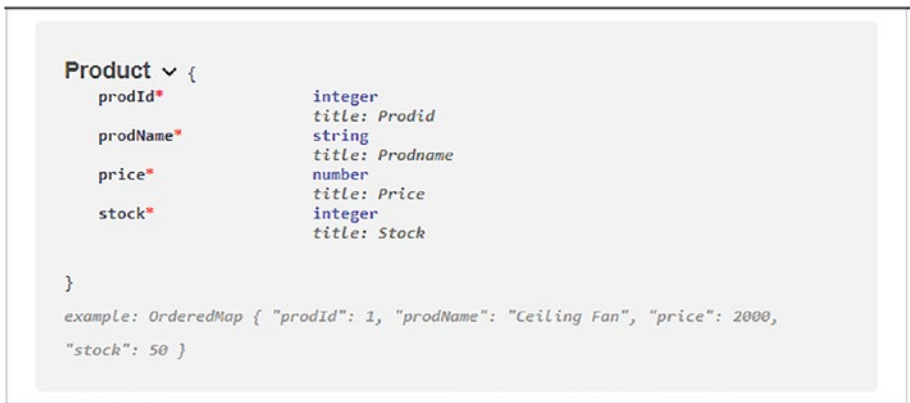 Product {
prodId* integer
title: Prodid
prodName* string
title: Prodname
price* number
title: Price
stock* integer
title: Stock
}
example: OrderedMap { "prodId": 1, "prodName": "Ceiling Fan", "price": 2000,
"stock": 50 }